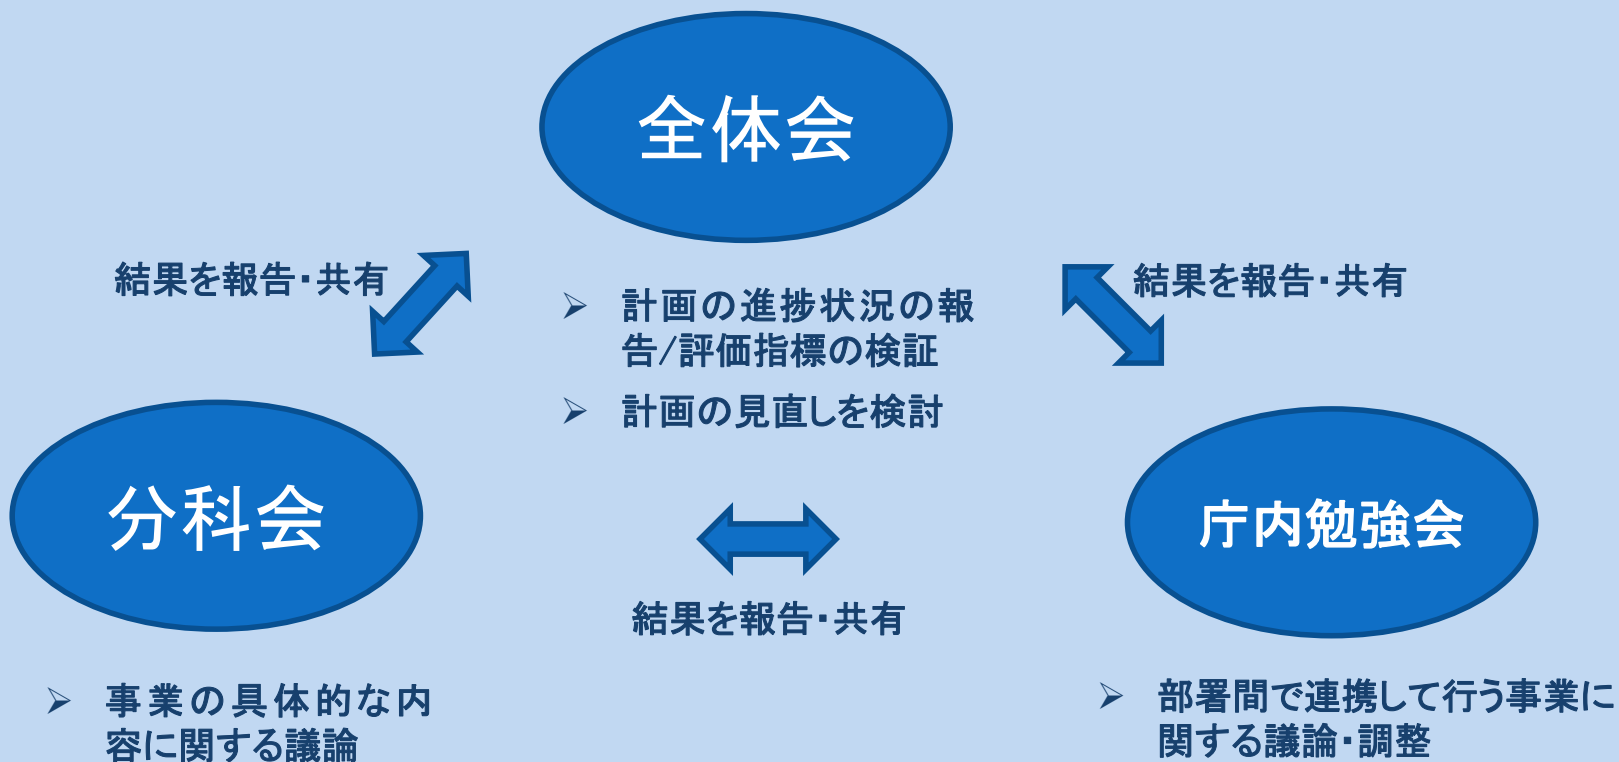 全体会
結果を報告・共有
結果を報告・共有
➢ 計画の進捗状況の報
告/評価指標の検証
➢ 計画の見直しを検討
分科会
庁内勉強会
結果を報告・共有
➢ 事業の具体的な内
容に関する議論
➢ 部署間で連携して行う事業に
関する議論・調整